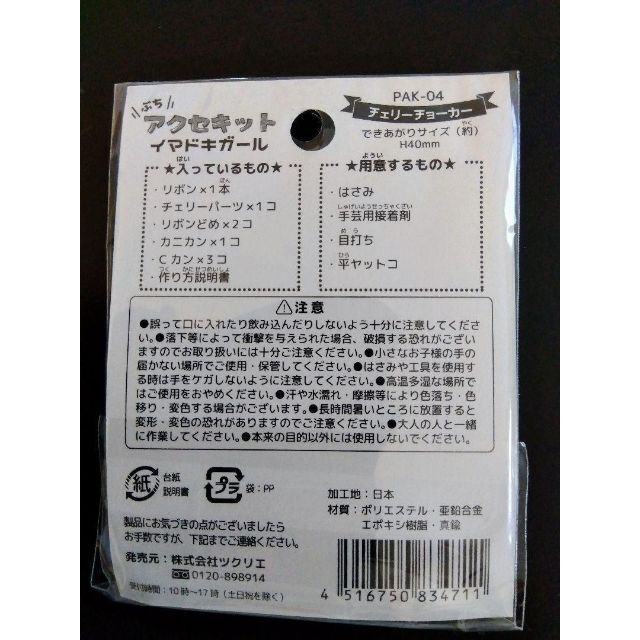 ぷち
アクセキット
イマドキガール
PAK-04
チェリーチョーカー
できあがりサイズ（約）
H40mm
★入っているもの★
・リボン×1本
・チェリーパーツ×1コ
・リボンどめ×2コ
・カニカン×1コ
・Cカン×3コ
・作り方説明書
★用意するもの★
・はさみ
・手芸用接着剤
・目打ち
・平ヤットコ
⚠注意
●誤って口に入れたり飲み込んだりしないよう十分に注意してくださ
い。●落下等によって衝撃を与えられた場合、破損する恐れがござい
ますのでお取り扱いには十分ご注意ください。●小さなお子様の手の
届かない場所でご使用・保管してください。●はさみや工具を使用す
る時は手をケガしないように注意してください。●高温多湿な場所で
はご使用をおやめください。●汗や水濡れ・摩擦等により色落ち・色
移り・変色する場合がございます。●長時間暑いところに放置すると
変形・変色の恐れがありますのでご注意ください。●大人の人と一緒
に作業してください。●本来の目的以外には使用しないでください。
紙
台紙
説明書
プラ
袋：PP
製品にお気づきの点がございましたら
お手数ですが、下記までご連絡ください。
発売元：株式会社ツクリエ
0120-898914
受付時間：10時〜17時（土日祝を除く）
加工地：日本
材質：ポリエステル・亜鉛合金
エポキシ樹脂・真鍮
4 516750 834711